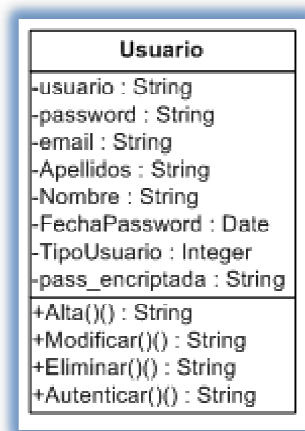 Usuario
-usuario : String
-password : String
-email : String
-Apellidos : String
-Nombre : String
-FechaPassword : Date
-TipoUsuario : Integer
-pass_encriptada : String
+Alta()() : String
+Modificar()() : String
+Eliminar()() : String
+Autenticar()() : String